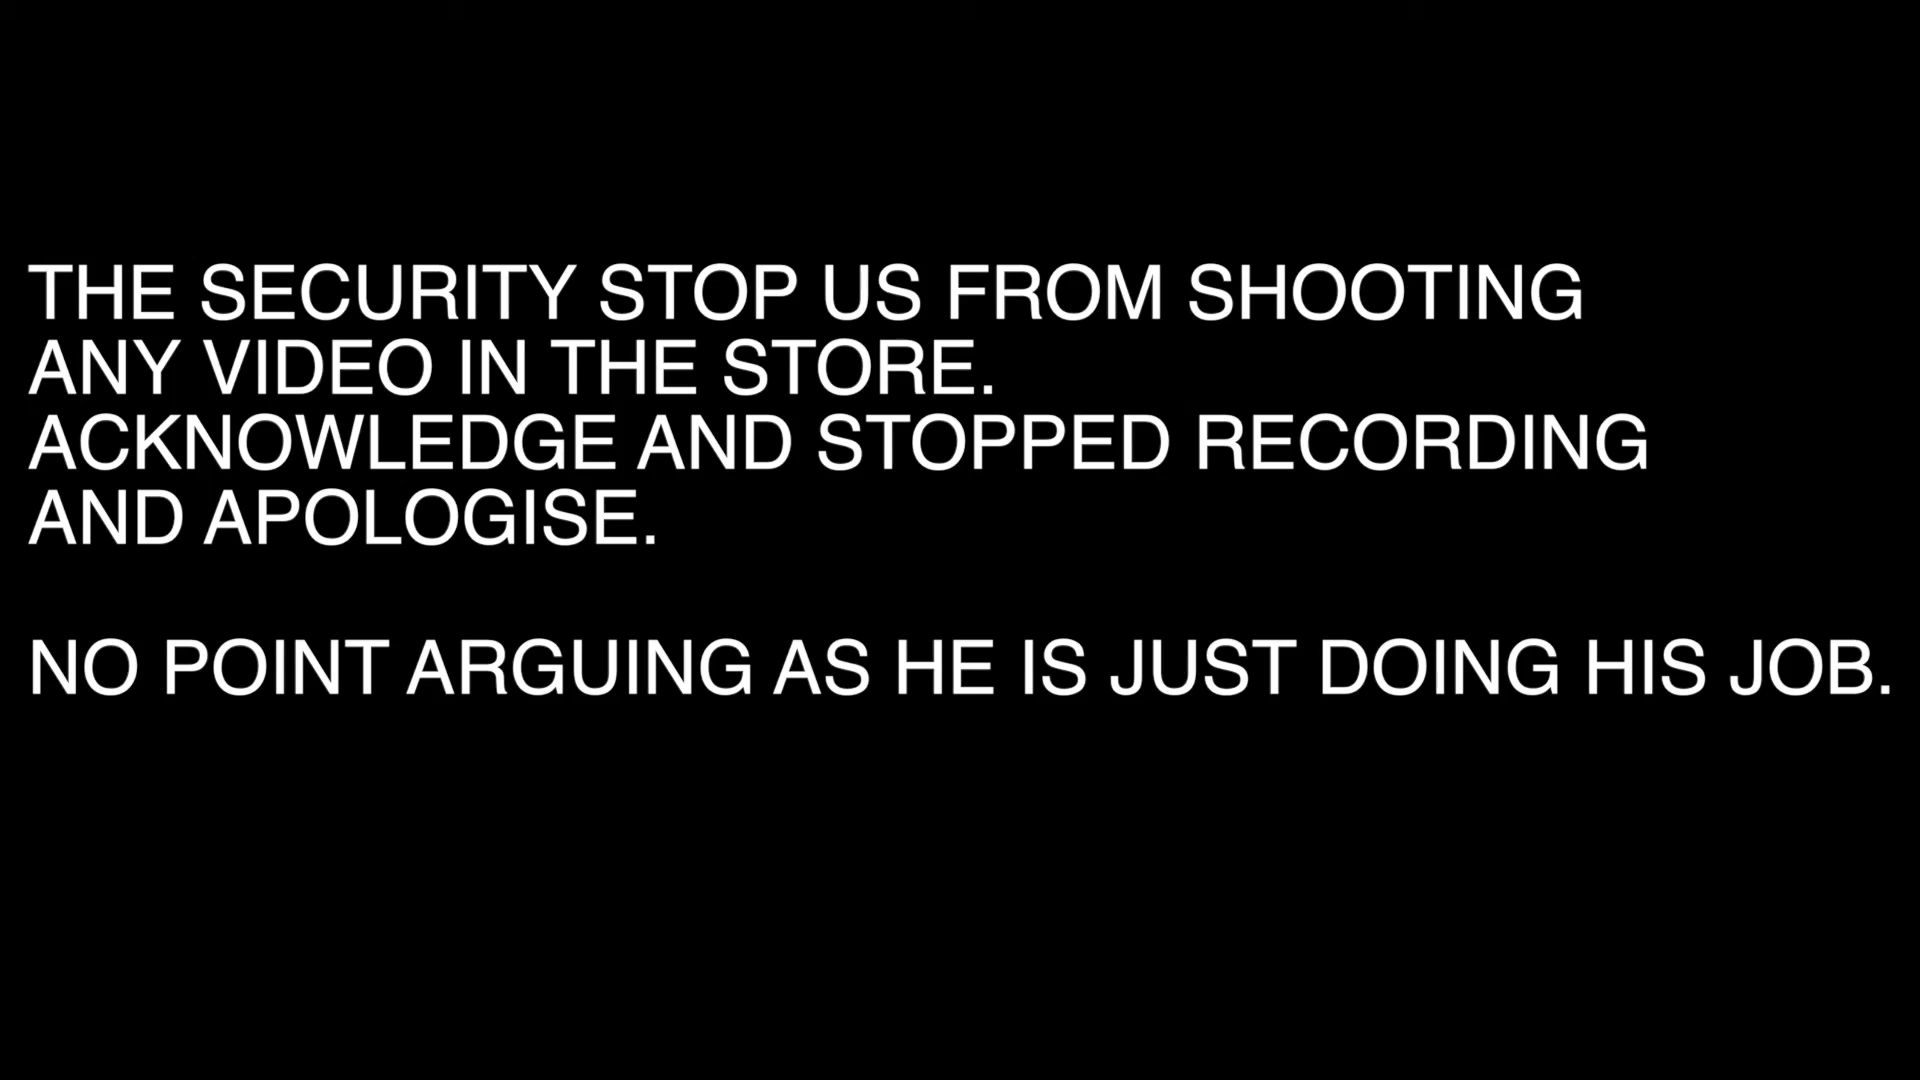 THE SECURITY STOP US FROM SHOOTING
ANY VIDEO IN THE STORE.
ACKNOWLEDGE AND STOPPED RECORDING
AND APOLOGISE.
NO POINT ARGUING AS HE IS JUST DOING HIS JOB.